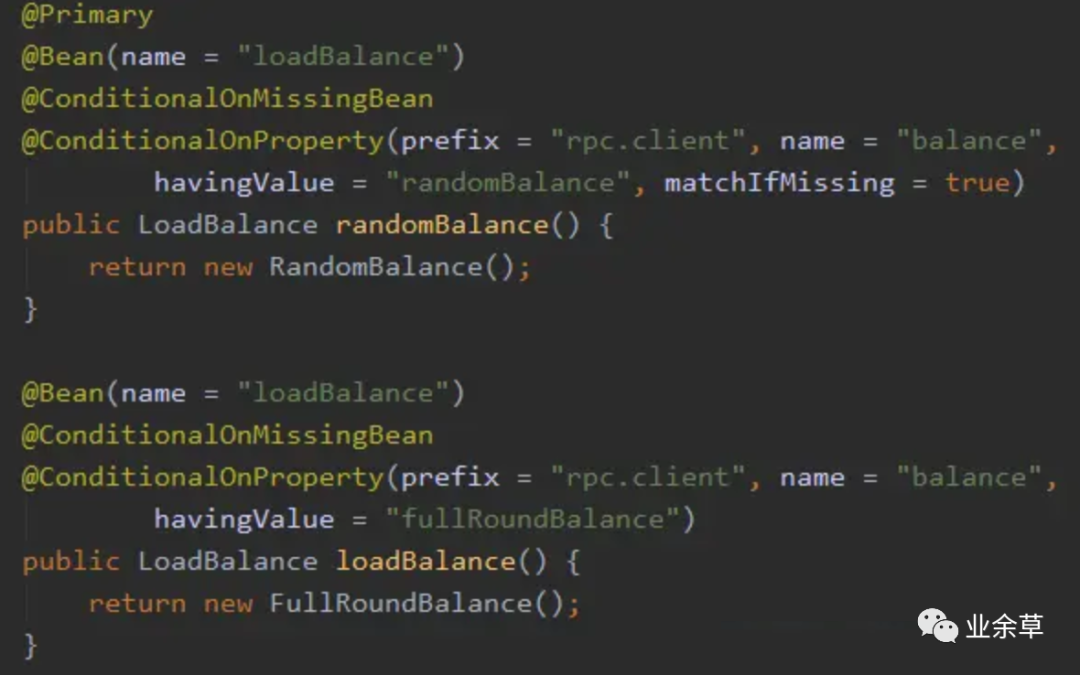 @Primary
@Bean(name = "loadBalance")
@ConditionalOnMissingBean
@ConditionalOnProperty(prefix = "rpc.client", name = "balance",
        havingValue = "randomBalance", matchIfMissing = true)
public LoadBalance randomBalance() {
    return new RandomBalance();
}
@Bean(name = "loadBalance")
@ConditionalOnMissingBean
@ConditionalOnProperty(prefix = "rpc.client", name = "balance",
        havingValue = "fullRoundBalance")
public LoadBalance loadBalance() {
    return new FullRoundBalance();
}
业余草